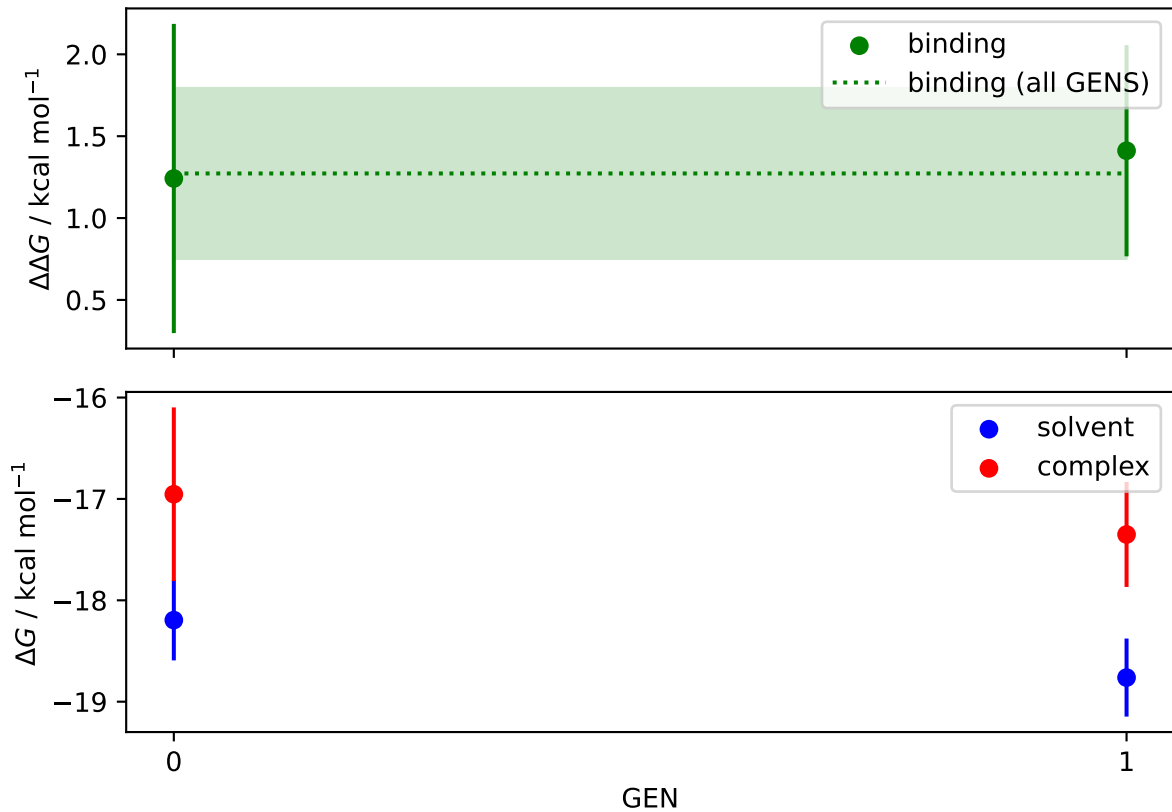 2.0
1.5
1.0
0.5
ΔΔG / kcal mol⁻¹
binding
binding (all GENS)
−16
−17
−18
−19
ΔG / kcal mol⁻¹
solvent
complex
0
1
GEN